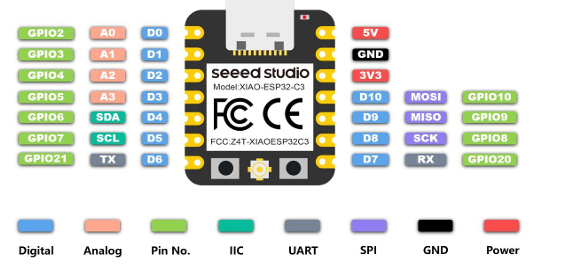 GPIO2 A0 D0 5V
GPIO3 A1 D1 GND
GPIO4 A2 D2 3V3
GPIO5 A3 D3 D10 MOSI GPIO10
GPIO6 SDA D4 D9 MISO GPIO9
GPIO7 SCL D5 D8 SCK GPIO8
GPIO21 TX D6 D7 RX GPIO20
seeed studio
Model:XIAO-ESP32-C3
FC CE
FCC:Z4T-XIAOESP32C3
Digital Analog Pin No. IIC UART SPI GND Power